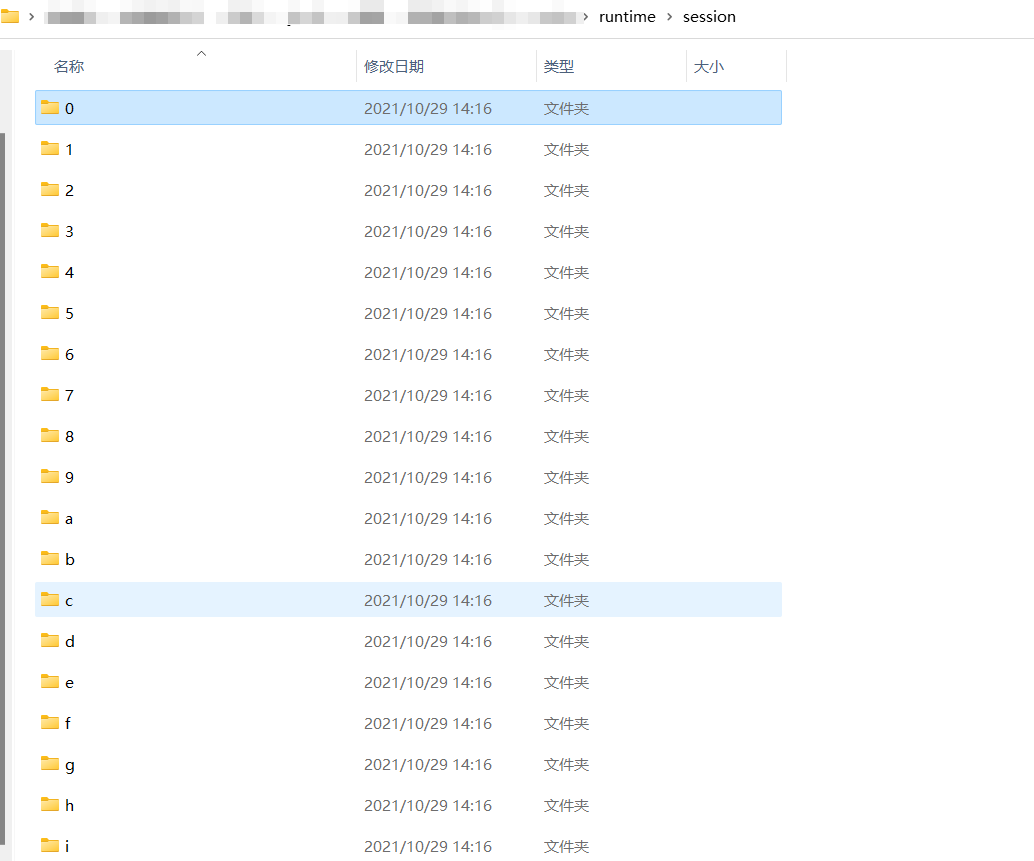 runtime > session
名称 修改日期 类型 大小
0 2021/10/29 14:16 文件夹
1 2021/10/29 14:16 文件夹
2 2021/10/29 14:16 文件夹
3 2021/10/29 14:16 文件夹
4 2021/10/29 14:16 文件夹
5 2021/10/29 14:16 文件夹
6 2021/10/29 14:16 文件夹
7 2021/10/29 14:16 文件夹
8 2021/10/29 14:16 文件夹
9 2021/10/29 14:16 文件夹
a 2021/10/29 14:16 文件夹
b 2021/10/29 14:16 文件夹
c 2021/10/29 14:16 文件夹
d 2021/10/29 14:16 文件夹
e 2021/10/29 14:16 文件夹
f 2021/10/29 14:16 文件夹
g 2021/10/29 14:16 文件夹
h 2021/10/29 14:16 文件夹
i 2021/10/29 14:16 文件夹